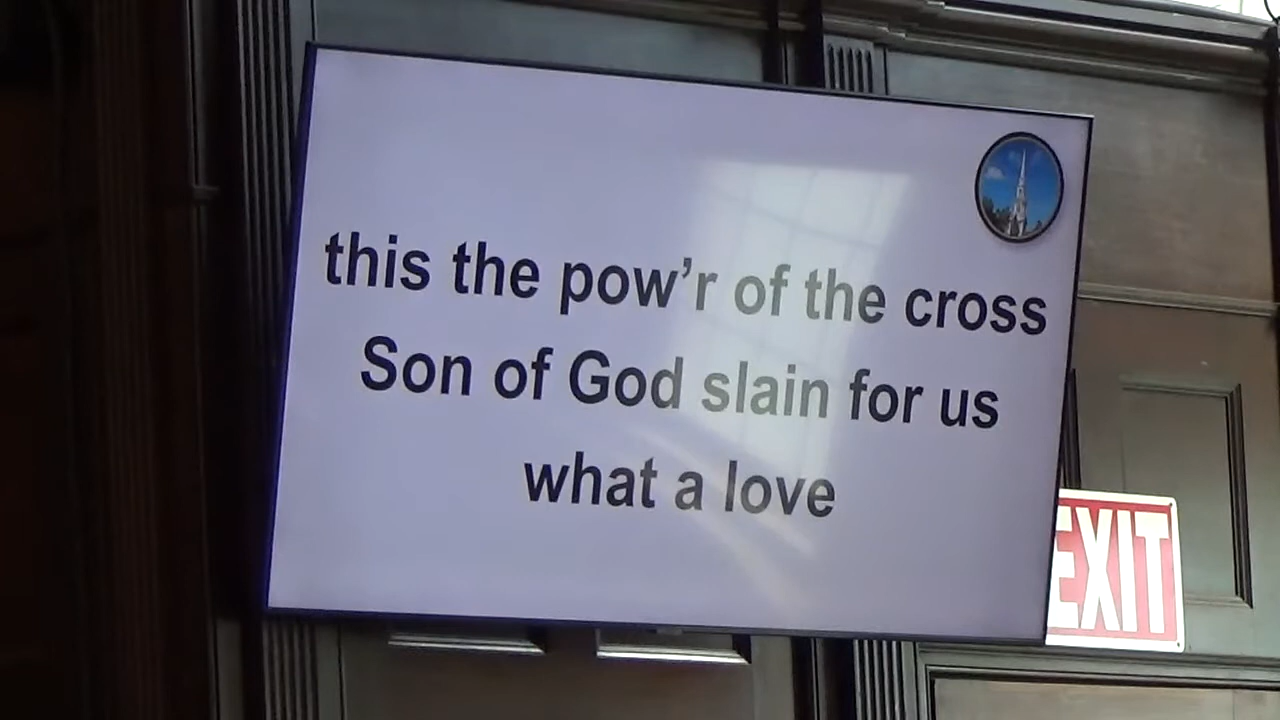 this the pow’r of the cross
Son of God slain for us
what a love
EXIT